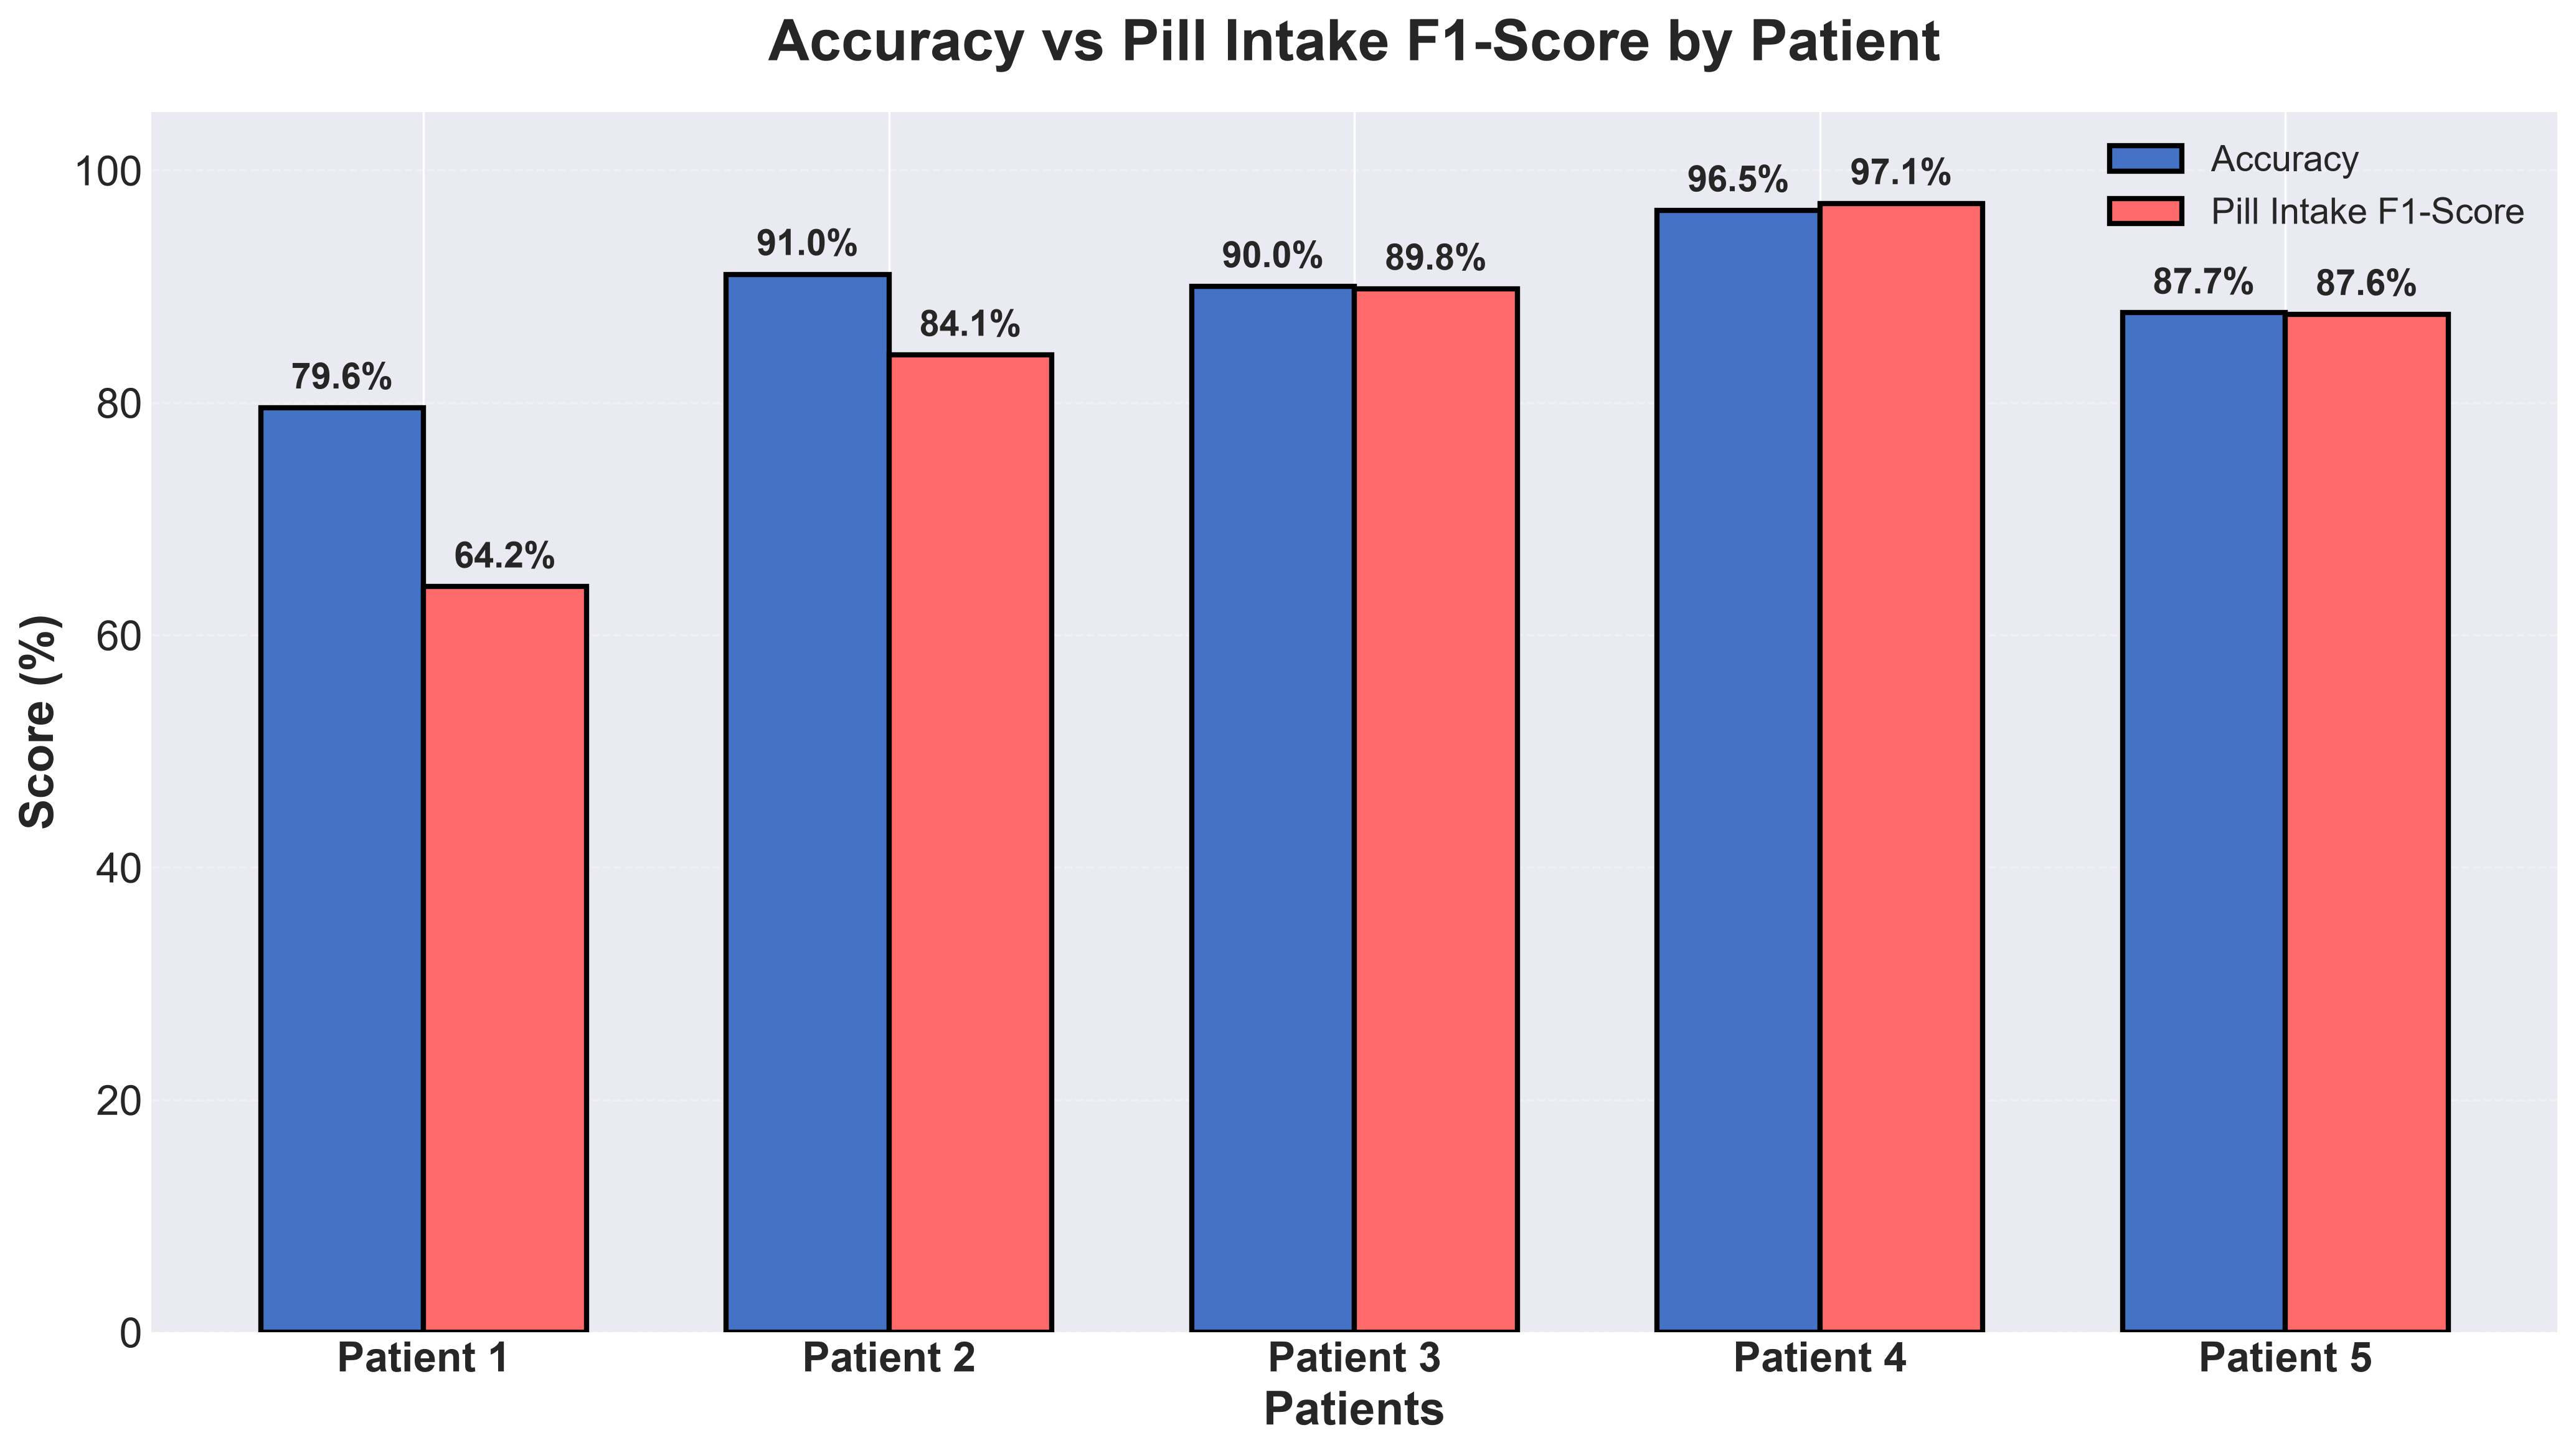 Accuracy vs Pill Intake F1-Score by Patient
Accuracy
Pill Intake F1-Score
Score (%)
100
80
60
40
20
0
79.6%
64.2%
91.0%
84.1%
90.0%
89.8%
96.5%
97.1%
87.7%
87.6%
Patient 1
Patient 2
Patient 3
Patient 4
Patient 5
Patients